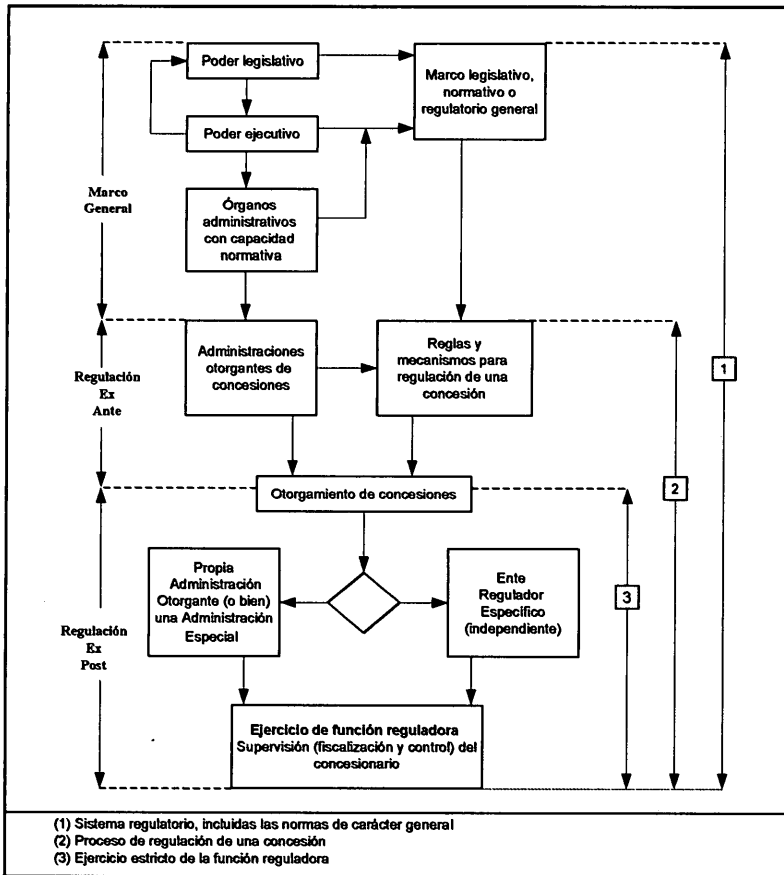 Poder legislativo
Marco legislativo,
normativo o
regulatorio general
Poder ejecutivo
Marco
General
Órganos
administrativos
con capacidad
normativa
Administraciones
otorgantes de
concesiones
Reglas y
mecanismos para
regulación de una
concesión
Regulación
Ex
Ante
1
Otorgamiento de concesiones
2
Propia
Administración
Otorgante (o bien)
una Administración
Especial
Ente
Regulador
Específico
(independiente)
3
Regulación
Ex
Post
Ejercicio de función reguladora
Supervisión (fiscalización y control) del
concesionario
(1) Sistema regulatorio, incluidas las normas de carácter general
(2) Proceso de regulación de una concesión
(3) Ejercicio estricto de la función reguladora